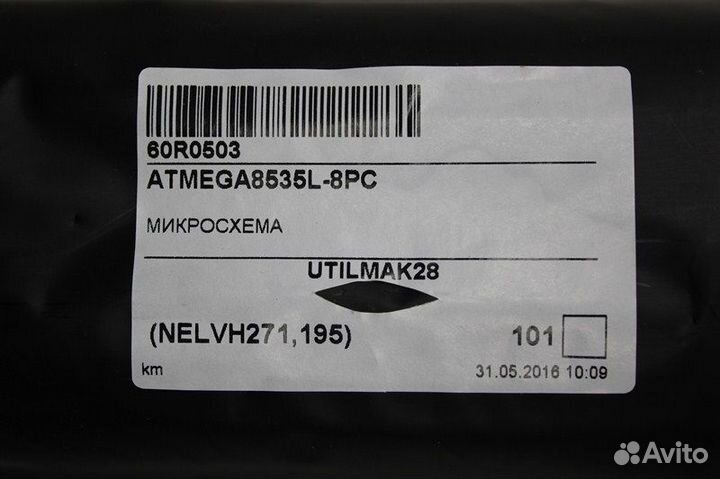 60R0503
ATMEGA8535L-8PC
МИКРОСХЕМА
UTILMAK28
(NELVH271,195) 101
km 31.05.2016 10:09
Avito